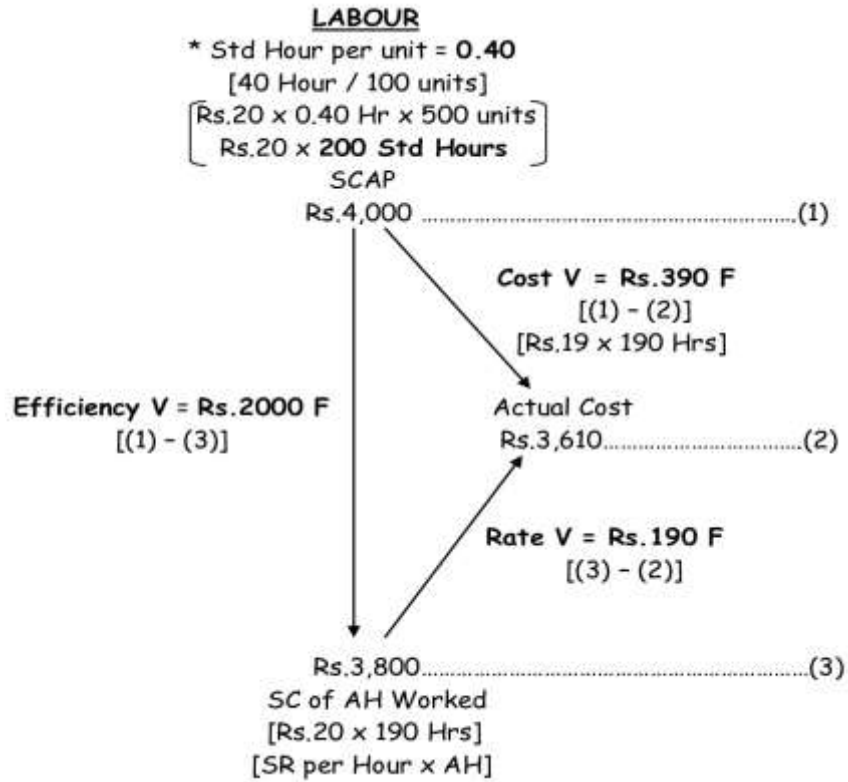 LABOUR
* Std Hour per unit = 0.40
[40 Hour / 100 units]
Rs.20 x 0.40 Hr x 500 units
Rs.20 x 200 Std Hours
SCAP
Rs.4,000 ................................................(1)
Cost V = Rs.390 F
[(1) – (2)]
[Rs.19 x 190 Hrs]
Efficiency V = Rs.2000 F
[(1) – (3)]
Actual Cost
Rs.3,610..............................(2)
Rate V = Rs.190 F
[(3) – (2)]
Rs.3,800................................................(3)
SC of AH Worked
[Rs.20 x 190 Hrs]
[SR per Hour x AH]